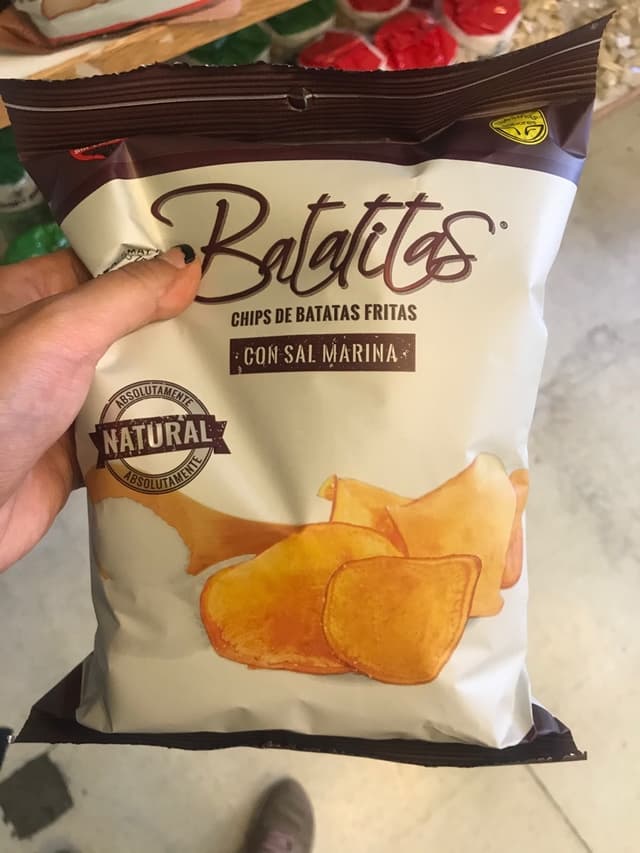 Batatitas
CHIPS DE BATATAS FRITAS
CON SAL MARINA
ABSOLUTAMENTE
NATURAL
ABSOLUTAMENTE